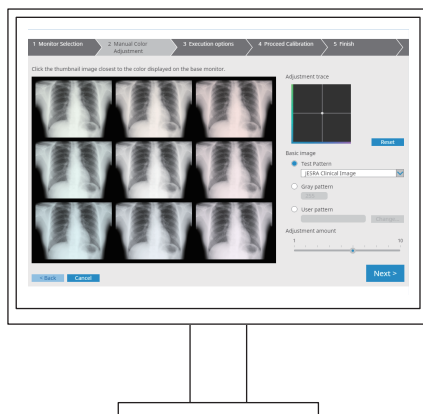 1 Monitor Selection
2 Manual Color
Adjustment
3 Execution options
4 Proceed Calibration
5 Finish
Click the thumbnail image closest to the color displayed on the base monitor.
Adjustment trace
Reset
Basic image
Test Pattern
JESRA Clinical Image
Gray pattern
User pattern
Change...
Adjustment amount
1
10
< Back
Cancel
Next >